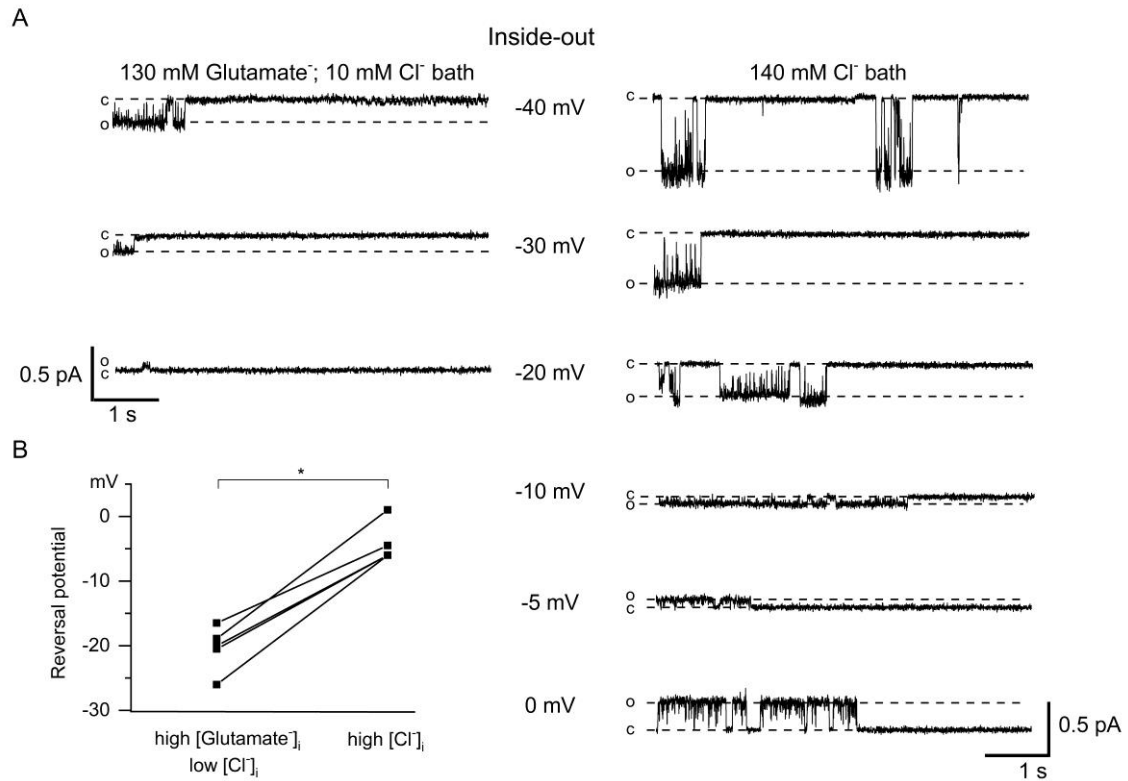 A
Inside-out
130 mM Glutamate⁻; 10 mM Cl⁻ bath
140 mM Cl⁻ bath
c
o
-40 mV
c
o
c
o
-30 mV
c
o
o
c
0.5 pA
1 s
-20 mV
c
o
B
mV
0
-10
-20
-30
Reversal potential
*
high [Glutamate⁻]i
low [Cl⁻]i
high [Cl⁻]i
-10 mV
c
o
-5 mV
o
c
0 mV
o
c
0.5 pA
1 s